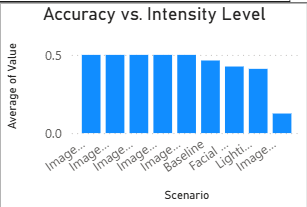 Accuracy vs. Intensity Level
Average of Value
0.5
0.0
Image...
Image...
Image...
Image...
Image...
Baseline
Facial ...
Lighti...
Image...
Scenario